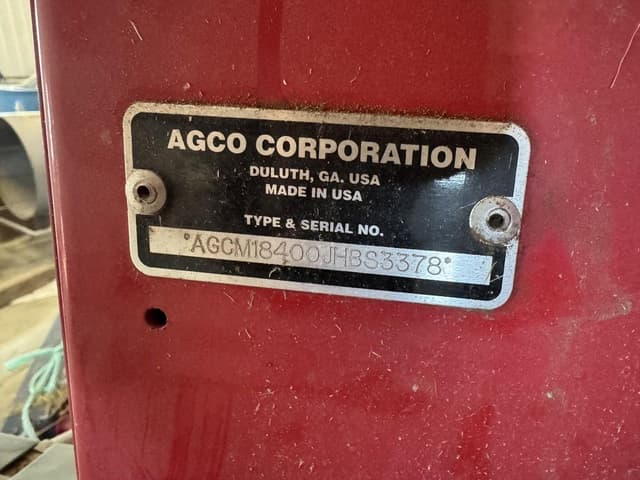 AGCO CORPORATION
DULUTH, GA. USA
MADE IN USA
TYPE & SERIAL NO.
*AGCM18400JHBS3378*